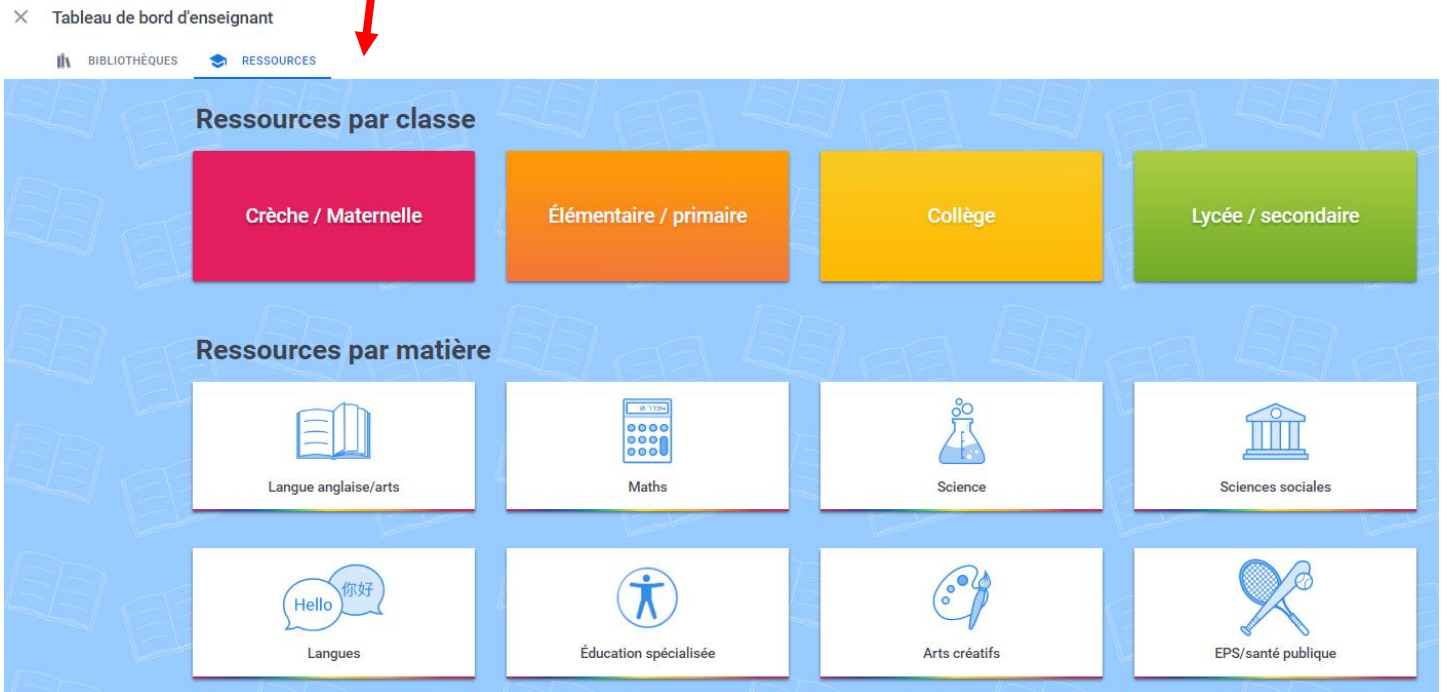 Tableau de bord d'enseignant
BIBLIOTHÈQUES RESSOURCES
Ressources par classe
Crèche / Maternelle Élémentaire / primaire Collège Lycée / secondaire
Ressources par matière
Langue anglaise/arts Maths Science Sciences sociales
Hello 你好
Langues Éducation spécialisée Arts créatifs EPS/santé publique